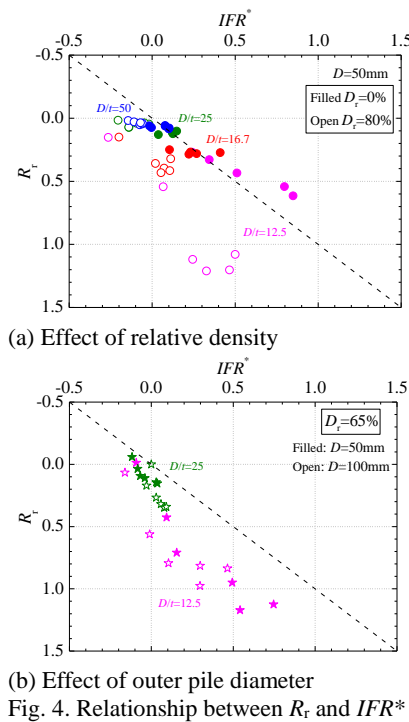 IFR*
-0.5 0.0 0.5 1.0 1.5
-0.5
0.0
0.5
1.0
1.5
Rr
D=50mm
Filled Dr=0%
Open Dr=80%
D/t=50
D/t=25
D/t=16.7
D/t=12.5
(a) Effect of relative density
IFR*
-0.5 0.0 0.5 1.0 1.5
-0.5
0.0
0.5
1.0
1.5
Rr
Dr=65%
Filled: D=50mm
Open: D=100mm
D/t=25
D/t=12.5
(b) Effect of outer pile diameter
Fig. 4. Relationship between Rr and IFR*